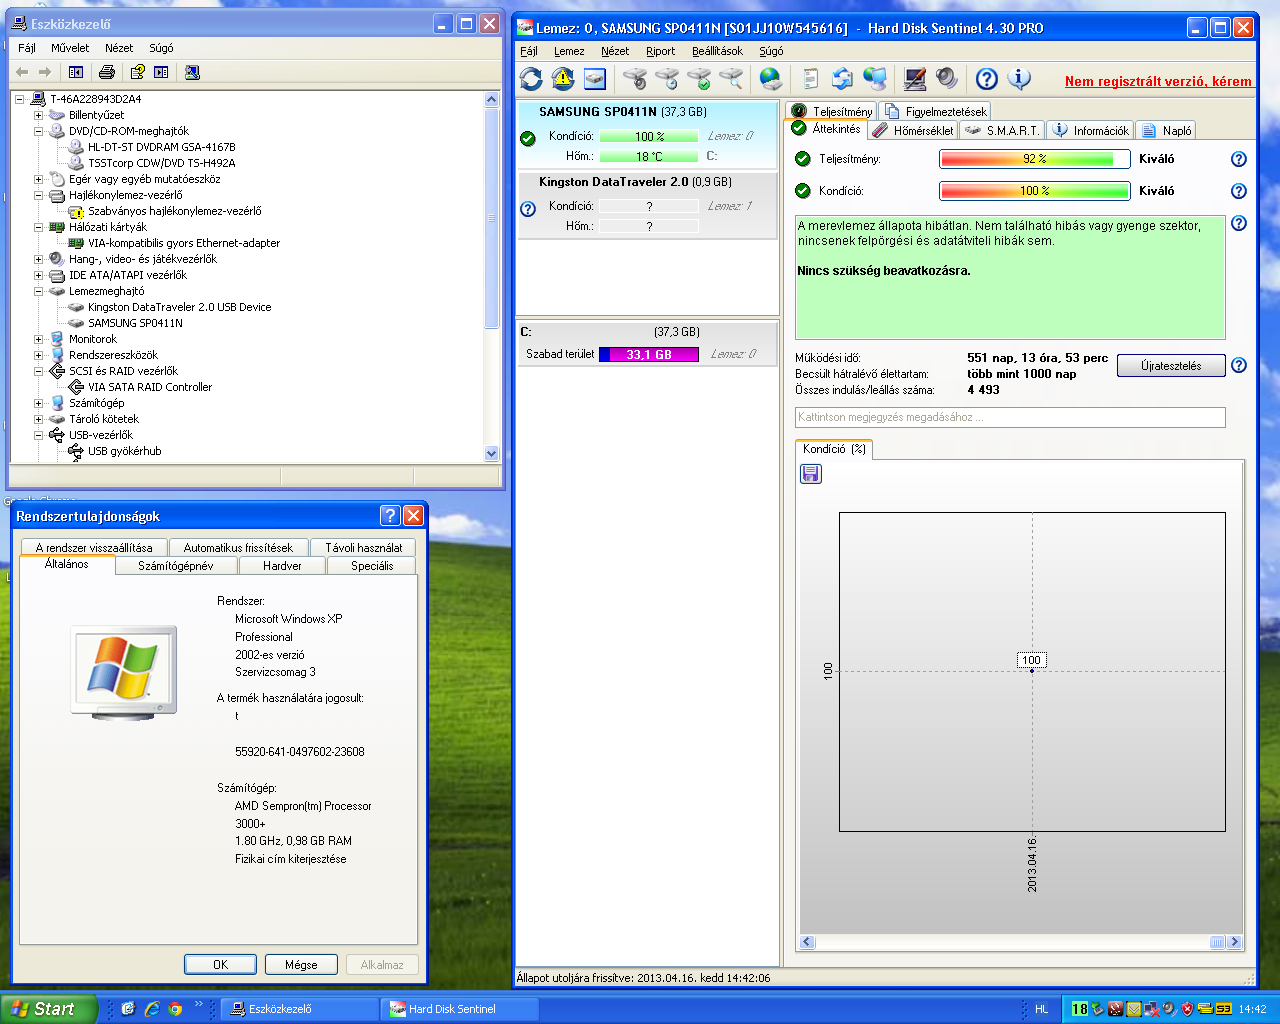 Eszközkezelő
Fájl Művelet Nézet Súgó
T-46A228943D2A4
Billentyűzet
DVD/CD-ROM-meghajtók
HL-DT-ST DVDRAM GSA-4167B
TSSTcorp CDW/DVD TS-H492A
Egér vagy egyéb mutatóeszköz
Hajlékonylemez-vezérlő
Szabványos hajlékonylemez-vezérlő
Hálózati kártyák
VIA-kompatibilis gyors Ethernet-adapter
Hang-, video- és játékvezérlők
IDE ATA/ATAPI vezérlők
Lemezmeghajtó
Kingston DataTraveler 2.0 USB Device
SAMSUNG SP0411N
Monitorok
Rendszereszközök
SCSI és RAID vezérlők
VIA SATA RAID Controller
Számítógép
Tároló kötetek
USB-vezérlők
USB gyökérhub
Rendszertulajdonságok
A rendszer visszaállítása Automatikus frissítések Távoli használat
Általános Számítógépnév Hardver Speciális
Rendszer:
Microsoft Windows XP
Professional
2002-es verzió
Szervizcsomag 3
A termék használatára jogosult:
t
55920-641-0497602-23608
Számítógép:
AMD Sempron(tm) Processor
3000+
1.80 GHz, 0,98 GB RAM
Fizikai cím kiterjesztése
OK Mégse Alkalmaz
Lemez: 0, SAMSUNG SP0411N [S01JJ10W545616] - Hard Disk Sentinel 4.30 PRO
Fájl Lemez Nézet Riport Beállítások Súgó
Nem regisztrált verzió, kérem
SAMSUNG SP0411N (37,3 GB)
Kondíció: 100 % Lemez: 0
Hőm.: 18 °C C:
Kingston DataTraveler 2.0 (0,9 GB)
Kondíció: ? Lemez: 1
Hőm.: ?
C: (37,3 GB)
Szabad terület 33,1 GB Lemez: 0
Teljesítmény Figyelmeztetések
Áttekintés Hőmérséklet S.M.A.R.T. Információk Napló
Teljesítmény: 92 % Kiváló
Kondíció: 100 % Kiváló
A merevlemez állapota hibátlan. Nem található hibás vagy gyenge szektor,
nincsenek felpörgési és adatátviteli hibák sem.
Nincs szükség beavatkozásra.
Működési idő: 551 nap, 13 óra, 53 perc
Becsült hátralévő élettartam: több mint 1000 nap
Összes indulás/leállás száma: 4 493
Újratesztelés
Kattintson megjegyzés megadásához ...
Kondíció (%)
100
100
2013.04.16.
Állapot utoljára frissítve: 2013.04.16. kedd 14:42:06
Start Eszközkezelő Hard Disk Sentinel HU 18 53 14:42